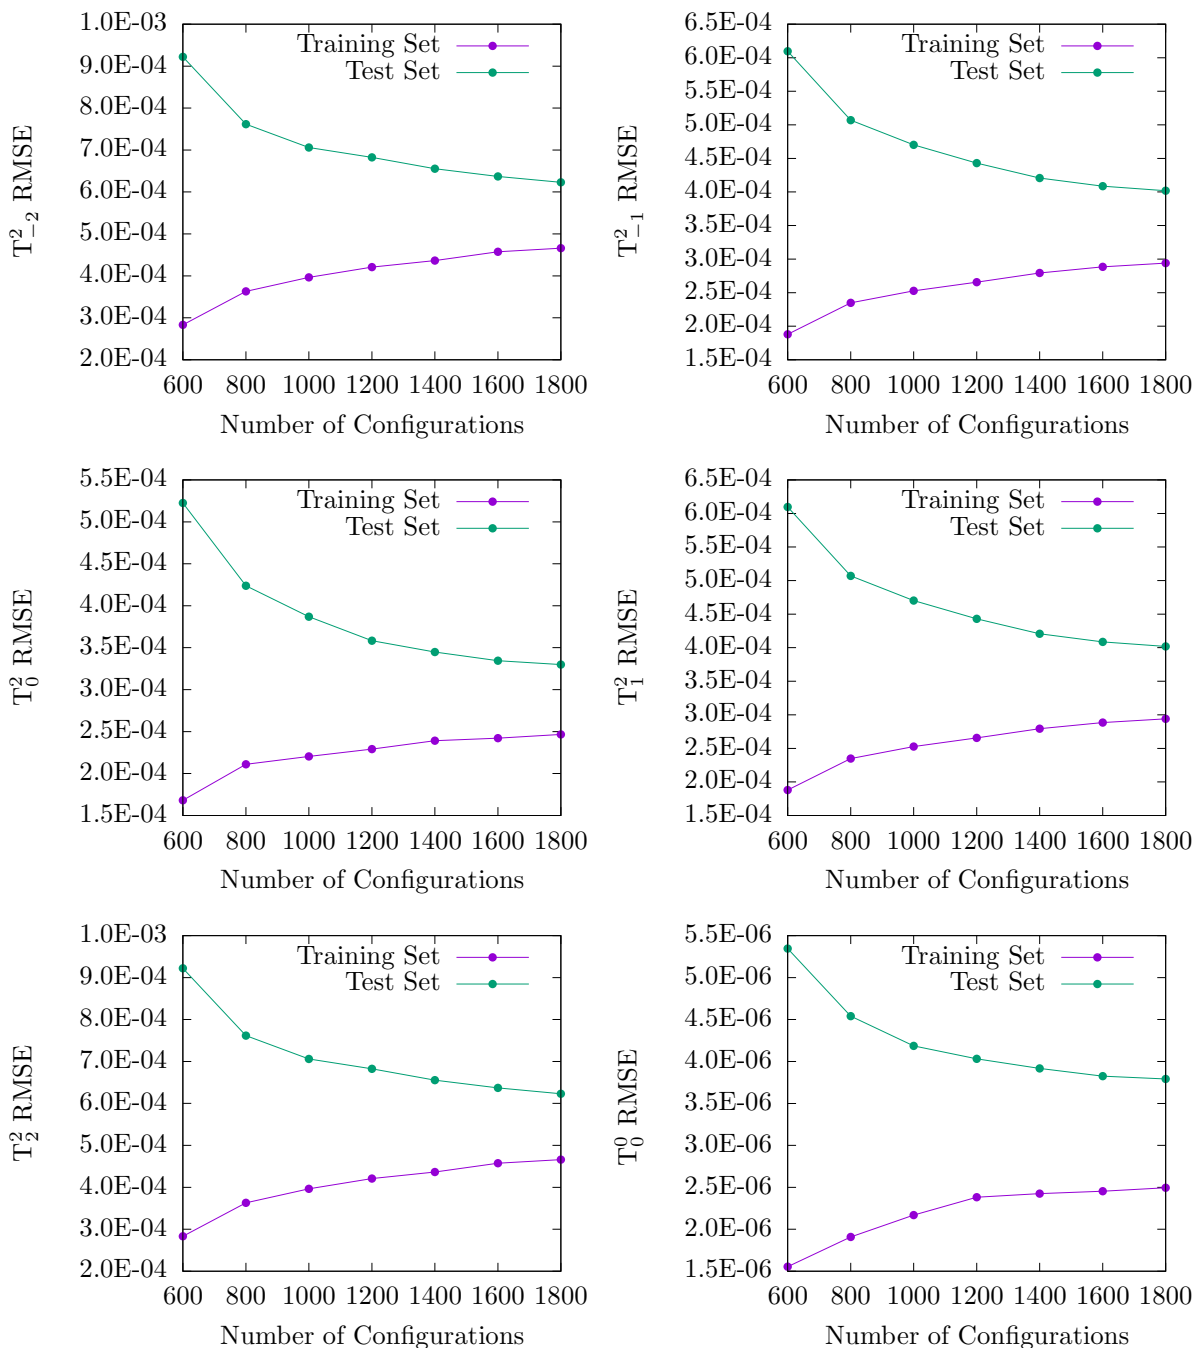 1.0E-03
9.0E-04
8.0E-04
7.0E-04
6.0E-04
5.0E-04
4.0E-04
3.0E-04
2.0E-04
600 800 1000 1200 1400 1600 1800
Number of Configurations
T²₋₂ RMSE
Training Set
Test Set
6.5E-04
6.0E-04
5.5E-04
5.0E-04
4.5E-04
4.0E-04
3.5E-04
3.0E-04
2.5E-04
2.0E-04
1.5E-04
600 800 1000 1200 1400 1600 1800
Number of Configurations
T²₋₁ RMSE
Training Set
Test Set
5.5E-04
5.0E-04
4.5E-04
4.0E-04
3.5E-04
3.0E-04
2.5E-04
2.0E-04
1.5E-04
600 800 1000 1200 1400 1600 1800
Number of Configurations
T²₀ RMSE
Training Set
Test Set
6.5E-04
6.0E-04
5.5E-04
5.0E-04
4.5E-04
4.0E-04
3.5E-04
3.0E-04
2.5E-04
2.0E-04
1.5E-04
600 800 1000 1200 1400 1600 1800
Number of Configurations
T²₁ RMSE
Training Set
Test Set
1.0E-03
9.0E-04
8.0E-04
7.0E-04
6.0E-04
5.0E-04
4.0E-04
3.0E-04
2.0E-04
600 800 1000 1200 1400 1600 1800
Number of Configurations
T²₂ RMSE
Training Set
Test Set
5.5E-06
5.0E-06
4.5E-06
4.0E-06
3.5E-06
3.0E-06
2.5E-06
2.0E-06
1.5E-06
600 800 1000 1200 1400 1600 1800
Number of Configurations
T⁰₀ RMSE
Training Set
Test Set